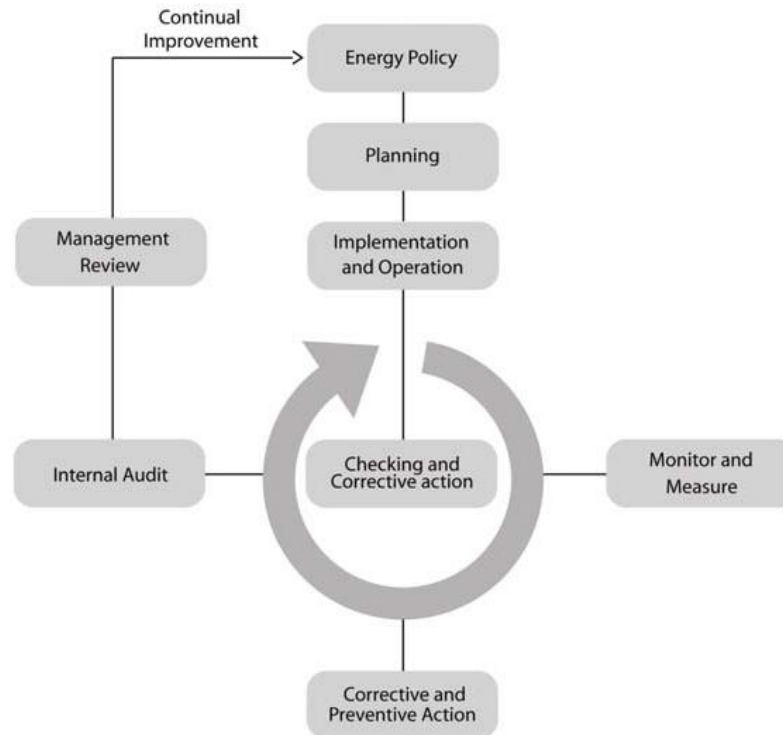 Continual
Improvement
Energy Policy
Planning
Management
Review
Implementation
and Operation
Internal Audit
Checking and
Corrective action
Monitor and
Measure
Corrective and
Preventive Action